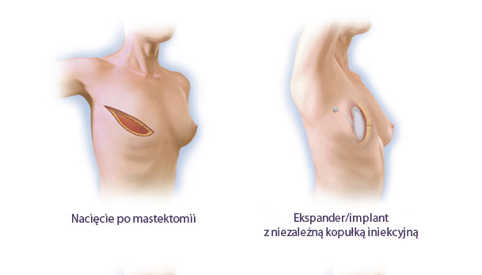 Nacięcie po mastektomii
Ekspander/implant
z niezależną kopułką iniekcyjną